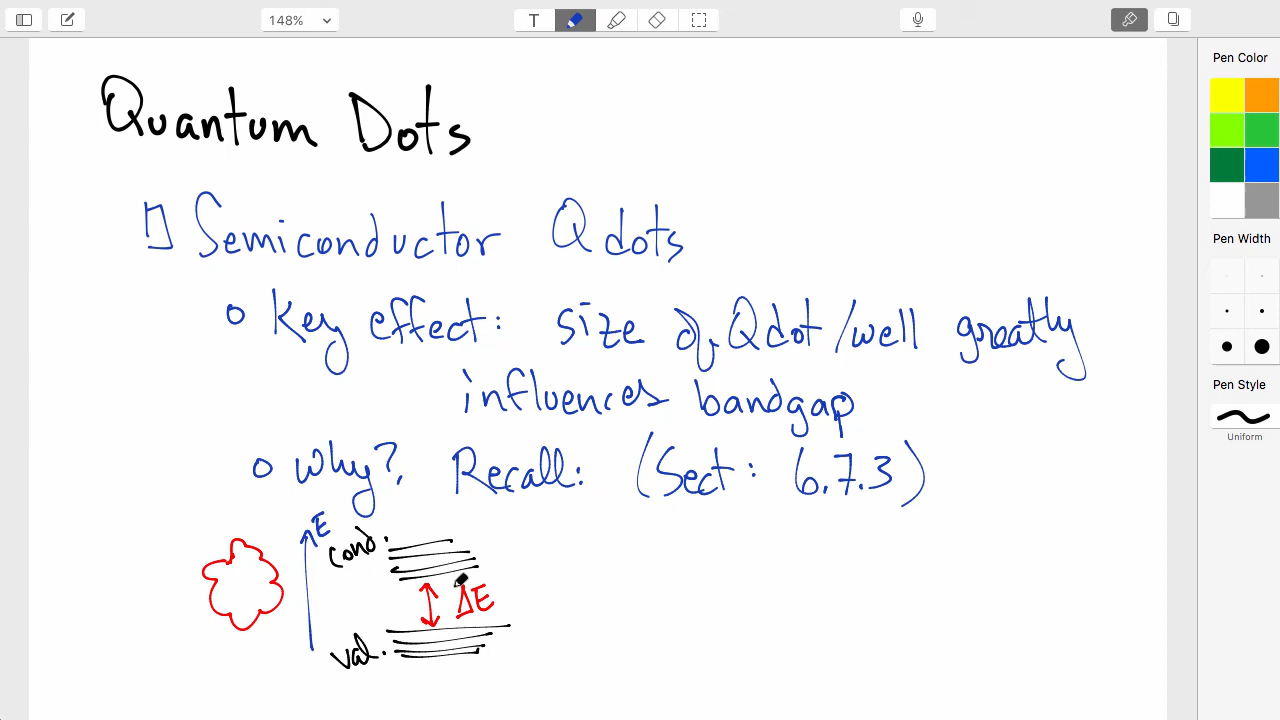 148%
T
Pen Color
Quantum Dots
Semiconductor Qdots
Pen Width
Key effect: size of Qdot/well greatly
influences bandgap
Pen Style
Uniform
Why? Recall: (Sect: 6.7.3)
E
cond.
ΔE
val.